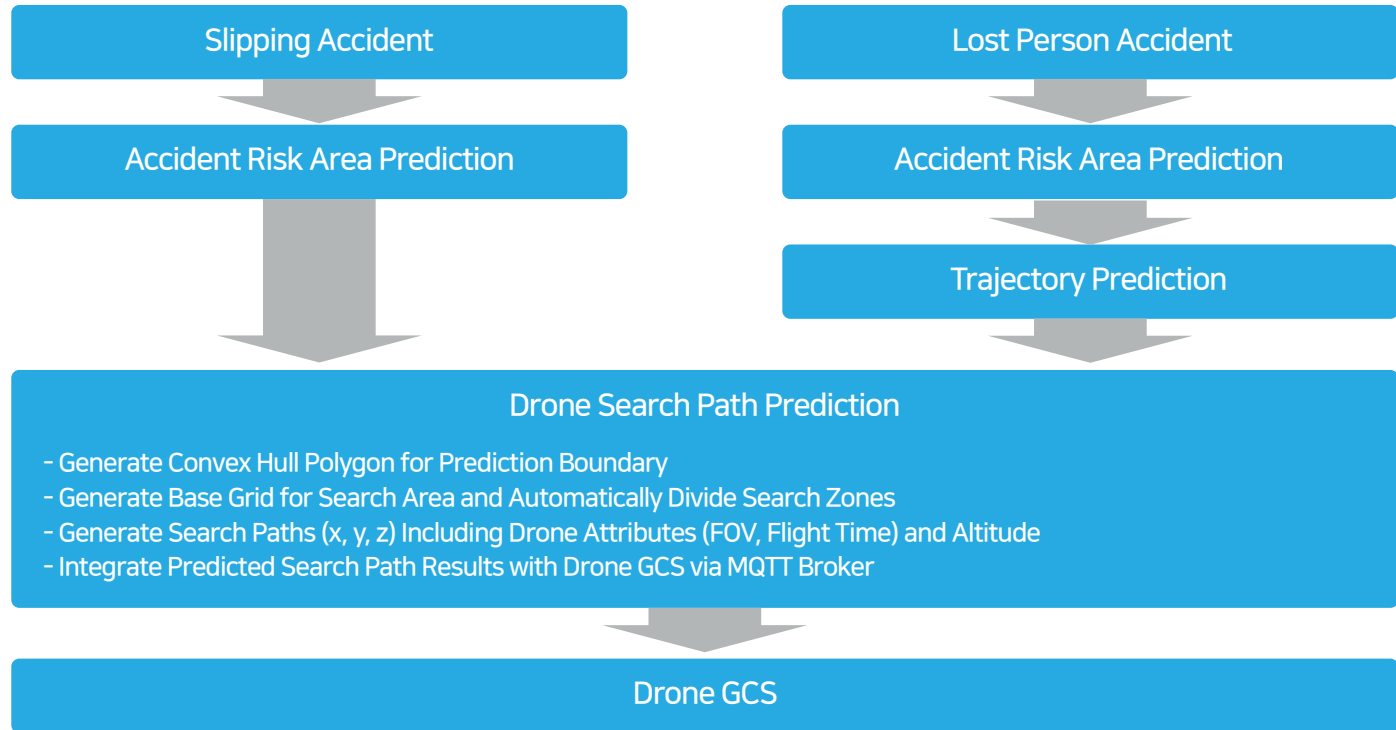 Slipping Accident
Lost Person Accident
Accident Risk Area Prediction
Accident Risk Area Prediction
Trajectory Prediction
Drone Search Path Prediction
- Generate Convex Hull Polygon for Prediction Boundary
- Generate Base Grid for Search Area and Automatically Divide Search Zones
- Generate Search Paths (x, y, z) Including Drone Attributes (FOV, Flight Time) and Altitude
- Integrate Predicted Search Path Results with Drone GCS via MQTT Broker
Drone GCS